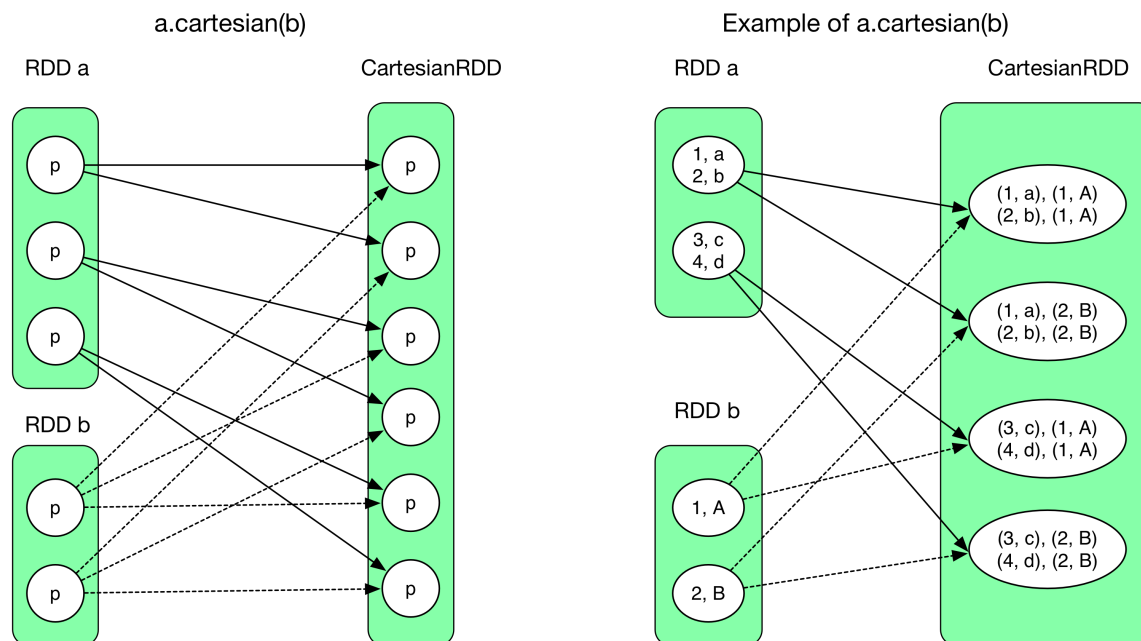 a.cartesian(b)
RDD a
CartesianRDD
p
p
p
RDD b
p
p
p
p
p
p
p
p
Example of a.cartesian(b)
RDD a
CartesianRDD
1, a
2, b
3, c
4, d
RDD b
1, A
2, B
(1, a), (1, A)
(2, b), (1, A)
(1, a), (2, B)
(2, b), (2, B)
(3, c), (1, A)
(4, d), (1, A)
(3, c), (2, B)
(4, d), (2, B)